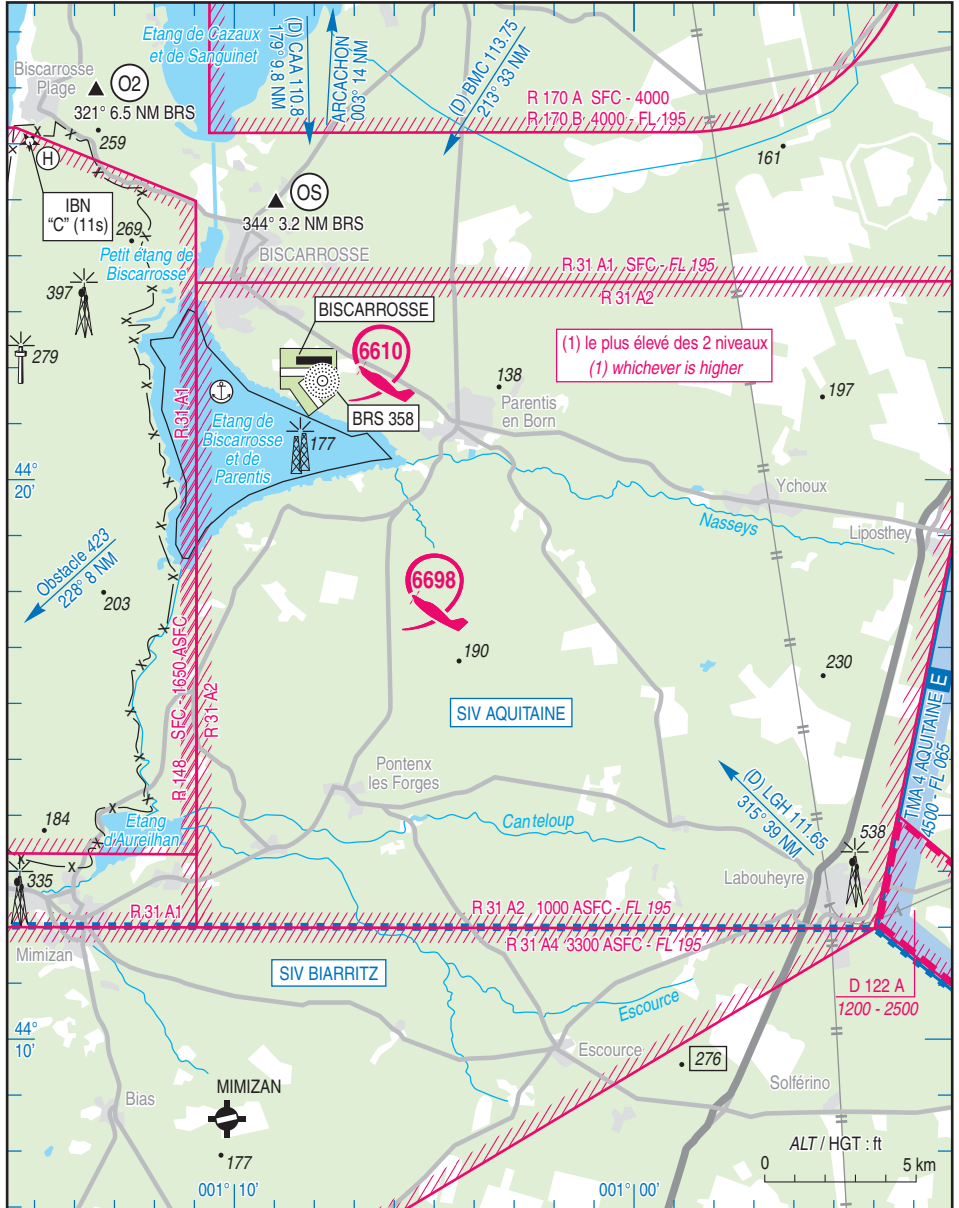 Etang de Cazaux
et de Sanguinet
(D) CAA 110.8
179° 9.8 NM
ARCACHON
003° 14 NM
(D) BMC 113.75
213° 33 NM
R 170 A SFC - 4000
R 170 B 4000 - FL 195
Biscarrosse
Plage
O2
321° 6.5 NM BRS
259
161
H
IBN
"C" (11s)
OS
344° 3.2 NM BRS
269
BISCARROSSE
Petit étang de
Biscarrosse
R 31 A1 SFC - FL 195
R 31 A2
397
BISCARROSSE
6610
(1) le plus élevé des 2 niveaux
(1) whichever is higher
279
138
197
R 31 A1
BRS 358
Parentis
en Born
Etang de
Biscarrosse
et de
Parentis
177
44°
20'
Ychoux
Nasseys
Liposthey
Obstacle 423
228° 8 NM
203
6698
190
230
R 148 SFC - 1650 ASFC
R 31 A2
SIV AQUITAINE
TMA 4 AQUITAINE E
4500 - FL 065
Pontenx
les Forges
(D) LGH 111.65
315° 39 NM
184
Etang
d'Aureilhan
Canteloup
538
335
Labouheyre
R 31 A1
R 31 A2 1000 ASFC - FL 195
R 31 A4 3300 ASFC - FL 195
Mimizan
SIV BIARRITZ
D 122 A
1200 - 2500
Escource
44°
10'
Escource
276
Solférino
MIMIZAN
Bias
177
ALT / HGT : ft
0 5 km
001° 10'
001° 00'